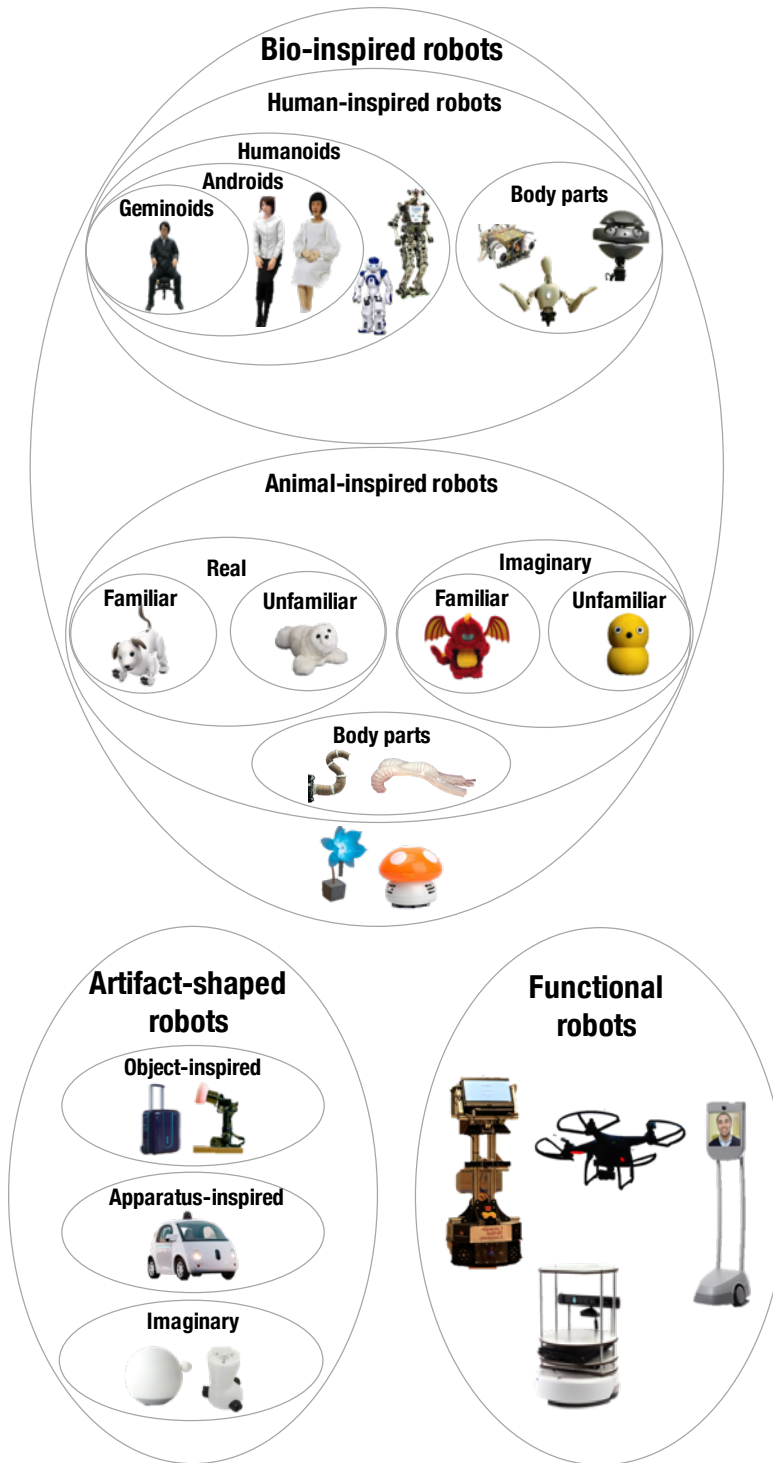 Bio-inspired robots
Human-inspired robots
Humanoids
Androids
Geminoids
Body parts
Animal-inspired robots
Real
Familiar
Unfamiliar
Imaginary
Familiar
Unfamiliar
Body parts
Artifact-shaped
robots
Object-inspired
Apparatus-inspired
Imaginary
Functional
robots